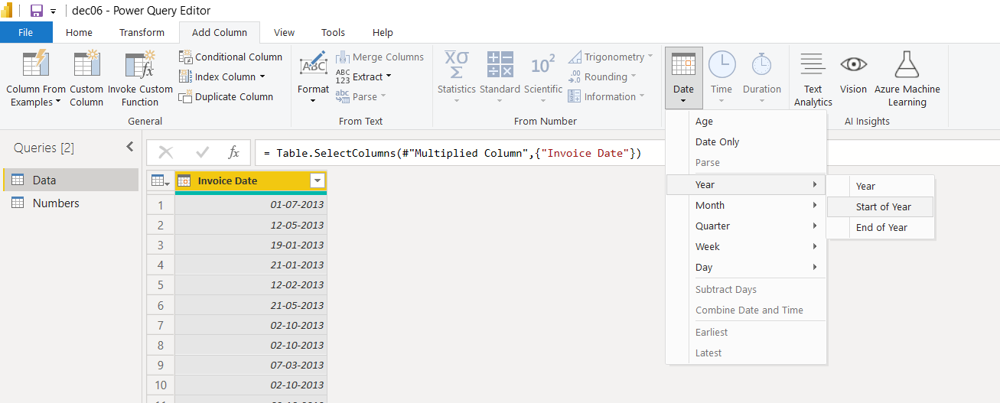 dec06 - Power Query Editor
File Home Transform Add Column View Tools Help
Column From Examples
Custom Column
Invoke Custom Function
Conditional Column
Index Column
Duplicate Column
General
ABC
Format
Merge Columns
ABC 123 Extract
abc Parse
From Text
XΣ σ
Statistics
Standard
10²
Scientific
Trigonometry
.00 .0 Rounding
Information
From Number
Date
Time
Duration
Text Analytics
Vision
Azure Machine Learning
AI Insights
Age
Date Only
Parse
Year
Month
Quarter
Week
Day
Subtract Days
Combine Date and Time
Earliest
Latest
Year
Start of Year
End of Year
Queries [2]
Data
Numbers
fx
= Table.SelectColumns(#"Multiplied Column",{"Invoice Date"})
Invoice Date
1 01-07-2013
2 12-05-2013
3 19-01-2013
4 21-01-2013
5 12-02-2013
6 21-05-2013
7 02-10-2013
8 02-10-2013
9 07-03-2013
10 02-10-2013